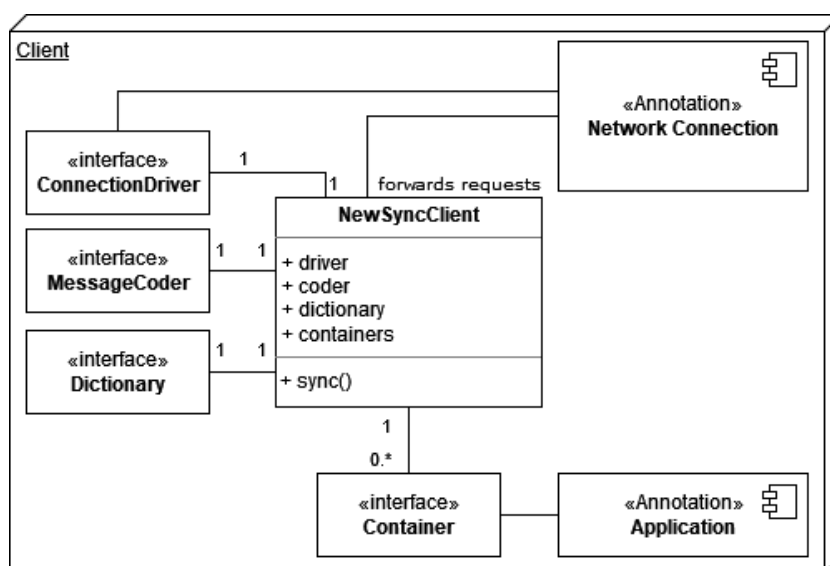 Client
«Annotation»
Network Connection
«interface»
ConnectionDriver
1
1
forwards requests
NewSyncClient
+ driver
+ coder
+ dictionary
+ containers
+ sync()
«interface»
MessageCoder
1
1
«interface»
Dictionary
1
1
1
0.*
«interface»
Container
«Annotation»
Application